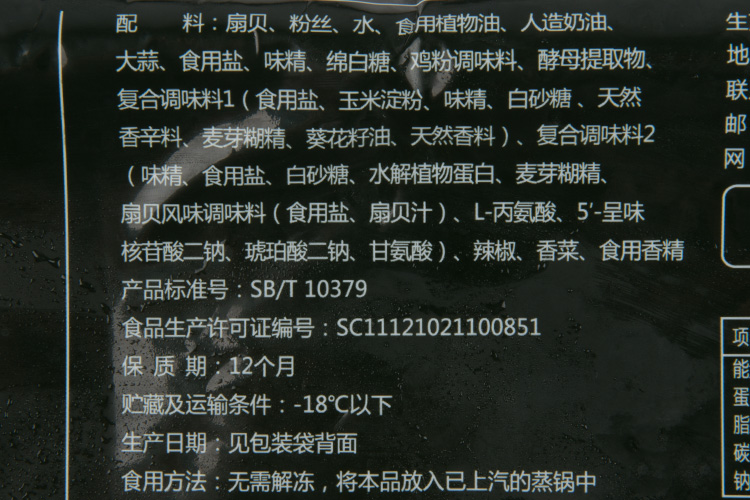 配 料：扇贝、粉丝、水、食用植物油、人造奶油、
大蒜、食用盐、味精、绵白糖、鸡粉调味料、酵母提取物、
复合调味料1（食用盐、玉米淀粉、味精、白砂糖、天然
香辛料、麦芽糊精、葵花籽油、天然香料）、复合调味料2
（味精、食用盐、白砂糖、水解植物蛋白、麦芽糊精、
扇贝风味调味料（食用盐、扇贝汁）、L-丙氨酸、5′-呈味
核苷酸二钠、琥珀酸二钠、甘氨酸）、辣椒、香菜、食用香精
产品标准号：SB/T 10379
食品生产许可证编号：SC11121021100851
保 质 期：12个月
贮藏及运输条件：-18℃以下
生产日期：见包装袋背面
食用方法：无需解冻，将本品放入已上汽的蒸锅中
生
地
联
邮
网
项
能
蛋
脂
碳
钠